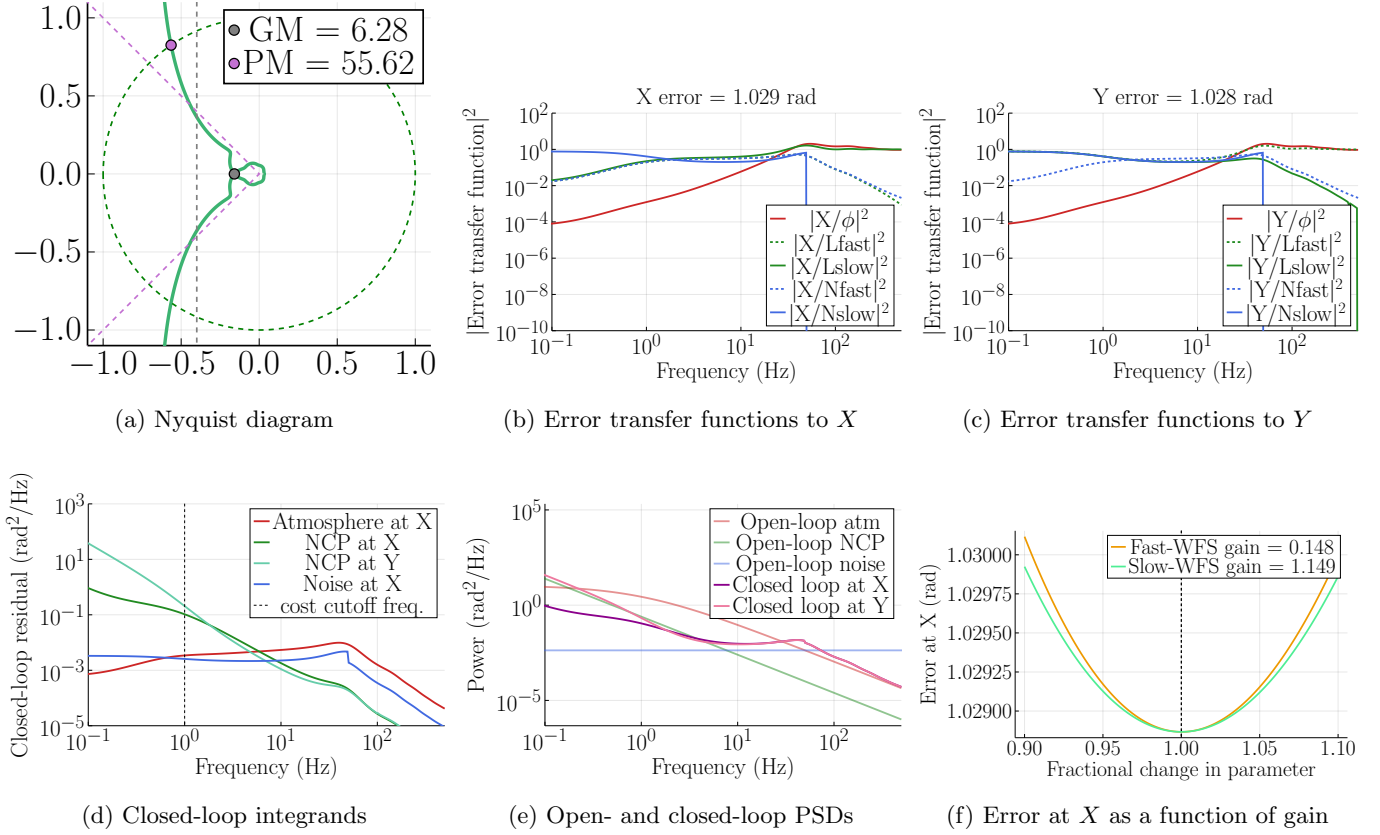 GM = 6.28
PM = 55.62
1.0
0.5
0.0
−0.5
−1.0
−1.0
−0.5
0.0
0.5
1.0
(a) Nyquist diagram
X error = 1.029 rad
|Error transfer function|²
10²
10⁰
10⁻²
10⁻⁴
10⁻⁶
10⁻⁸
10⁻¹⁰
|X/ϕ|²
|X/Lfast|²
|X/Lslow|²
|X/Nfast|²
|X/Nslow|²
10⁻¹
10⁰
10¹
10²
Frequency (Hz)
(b) Error transfer functions to X
Y error = 1.028 rad
|Error transfer function|²
10²
10⁰
10⁻²
10⁻⁴
10⁻⁶
10⁻⁸
10⁻¹⁰
|Y/ϕ|²
|Y/Lfast|²
|Y/Lslow|²
|Y/Nfast|²
|Y/Nslow|²
10⁻¹
10⁰
10¹
10²
Frequency (Hz)
(c) Error transfer functions to Y
Closed-loop residual (rad²/Hz)
10³
10¹
10⁻¹
10⁻³
10⁻⁵
Atmosphere at X
NCP at X
NCP at Y
Noise at X
cost cutoff freq.
10⁻¹
10⁰
10¹
10²
Frequency (Hz)
(d) Closed-loop integrands
Power (rad²/Hz)
10⁵
10⁰
10⁻⁵
Open-loop atm
Open-loop NCP
Open-loop noise
Closed loop at X
Closed loop at Y
10⁻¹
10⁰
10¹
10²
Frequency (Hz)
(e) Open- and closed-loop PSDs
Error at X (rad)
1.03000
1.02975
1.02950
1.02925
1.02900
Fast-WFS gain = 0.148
Slow-WFS gain = 1.149
0.90
0.95
1.00
1.05
1.10
Fractional change in parameter
(f) Error at X as a function of gain